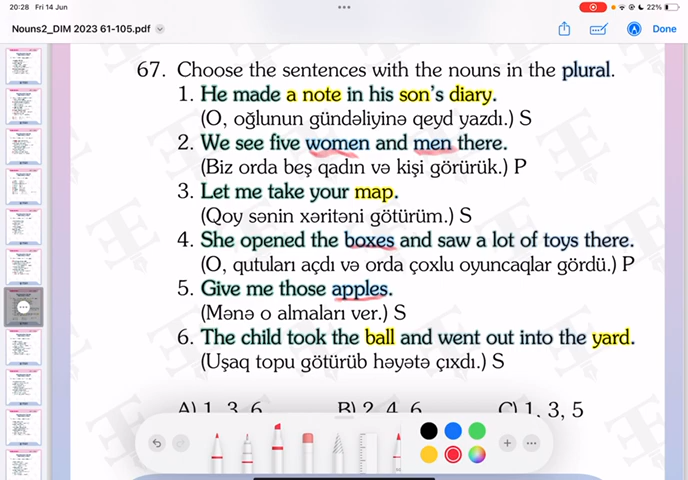 20:28 Fri 14 Jun
22%
Nouns2_DIM 2023 61-105.pdf
Done
67. Choose the sentences with the nouns in the plural.
1. He made a note in his son's diary.
(O, oğlunun gündəliyinə qeyd yazdı.) S
2. We see five women and men there.
(Biz orda beş qadın və kişi görürük.) P
3. Let me take your map.
(Qoy sənin xəritəni götürüm.) S
4. She opened the boxes and saw a lot of toys there.
(O, qutuları açdı və orda çoxlu oyuncaqlar gördü.) P
5. Give me those apples.
(Mənə o almaları ver.) S
6. The child took the ball and went out into the yard.
(Uşaq topu götürüb həyətə çıxdı.) S
A) 1, 3, 6 B) 2, 4, 6 C) 1, 3, 5